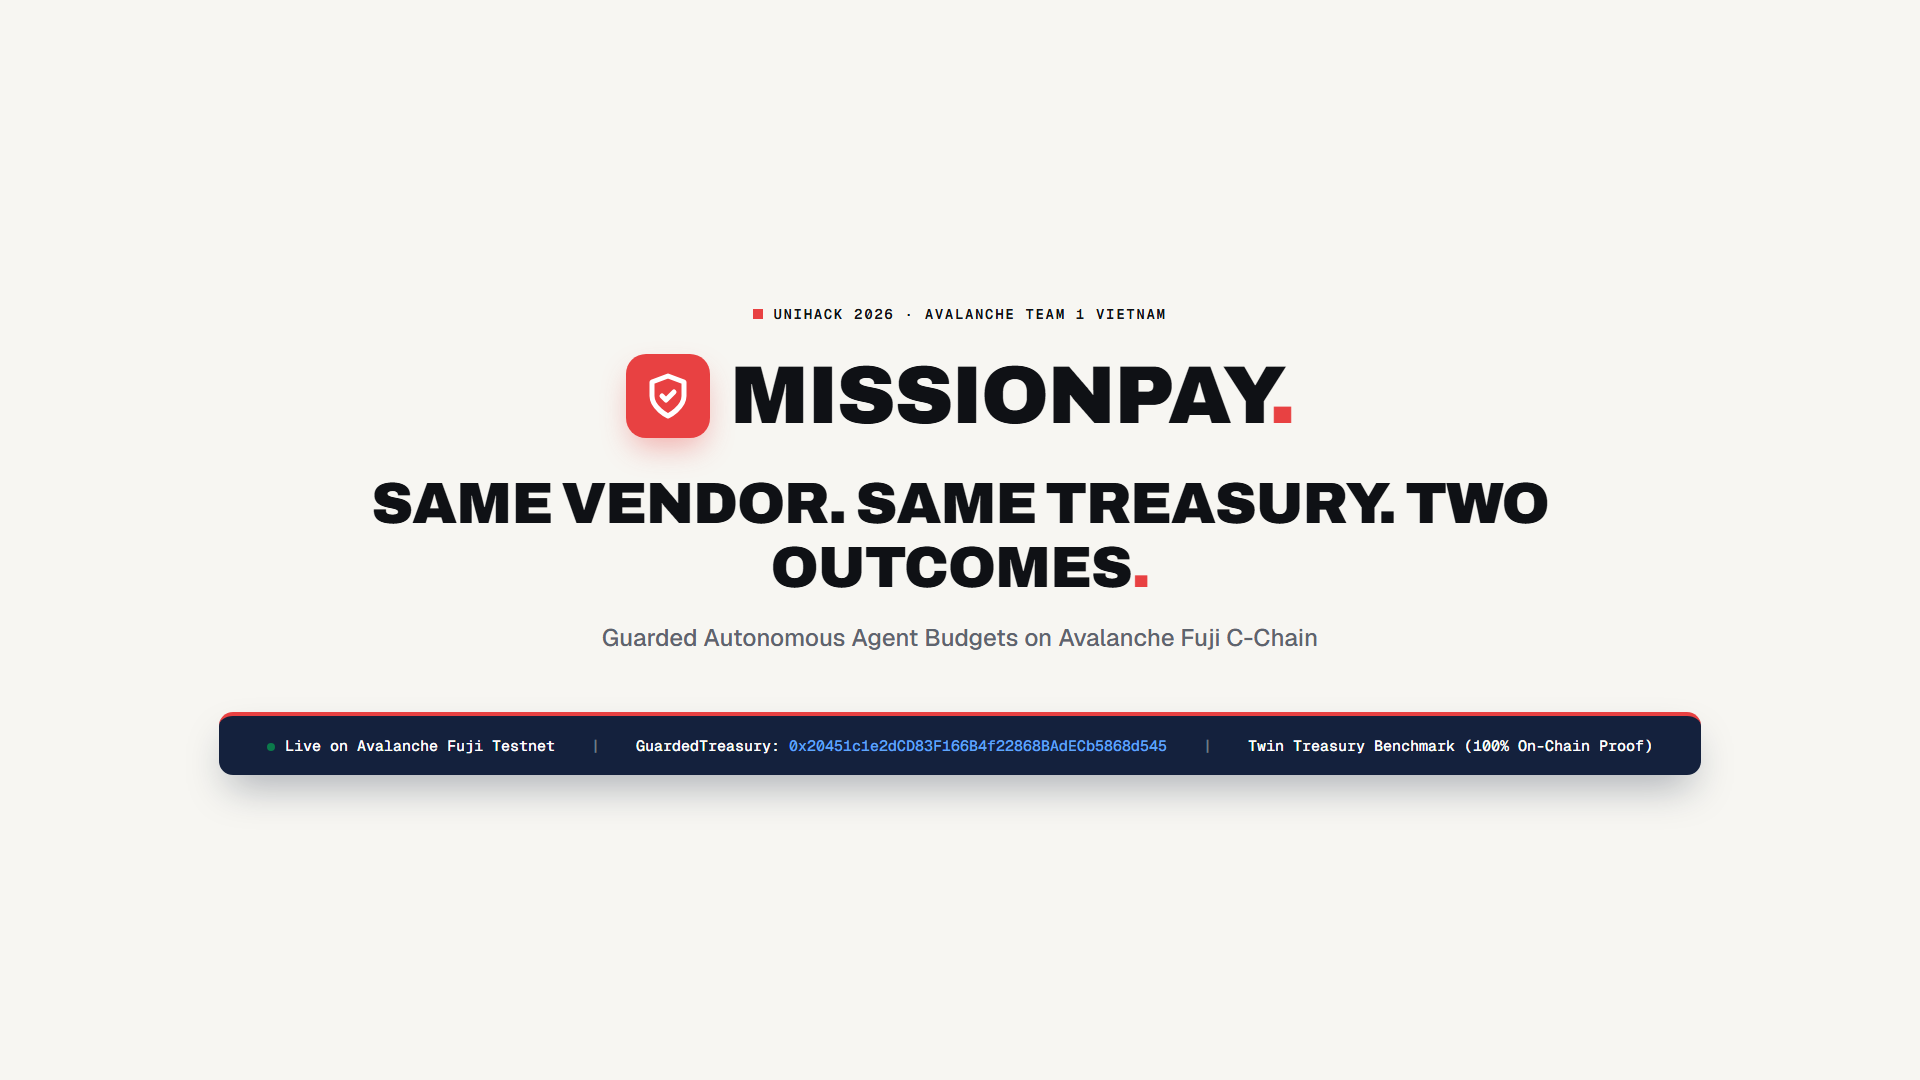 UNIHACK 2026 · AVALANCHE TEAM 1 VIETNAM
MISSIONPAY.
SAME VENDOR. SAME TREASURY. TWO
OUTCOMES.
Guarded Autonomous Agent Budgets on Avalanche Fuji C-Chain
Live on Avalanche Fuji Testnet | GuardedTreasury: 0x20451c1e2dCD83F166B4f22868BAdECb5868d545 | Twin Treasury Benchmark (100% On-Chain Proof)